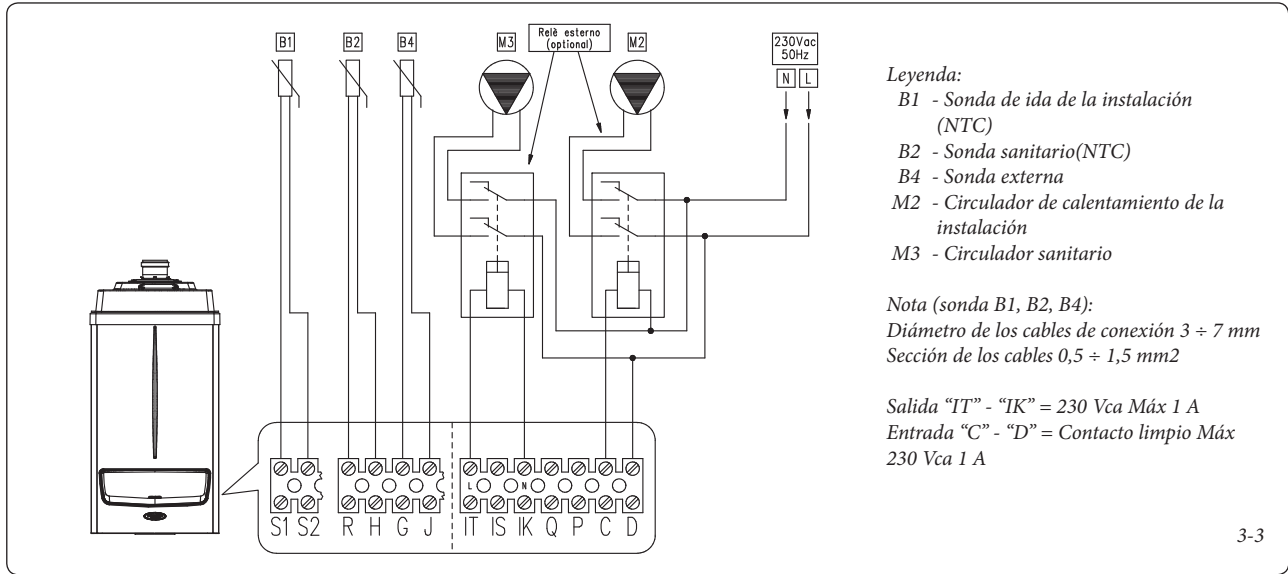 B1
B2
B4
M3
Relè esterno
(optional)
M2
230Vac
50Hz
N L
L N
S1 S2 R H G J IT IS IK Q P C D
Leyenda:
B1 - Sonda de ida de la instalación
(NTC)
B2 - Sonda sanitario(NTC)
B4 - Sonda externa
M2 - Circulador de calentamiento de la
instalación
M3 - Circulador sanitario
Nota (sonda B1, B2, B4):
Diámetro de los cables de conexión 3 ÷ 7 mm
Sección de los cables 0,5 ÷ 1,5 mm2
Salida “IT” - “IK” = 230 Vca Máx 1 A
Entrada “C” - “D” = Contacto limpio Máx
230 Vca 1 A
3-3